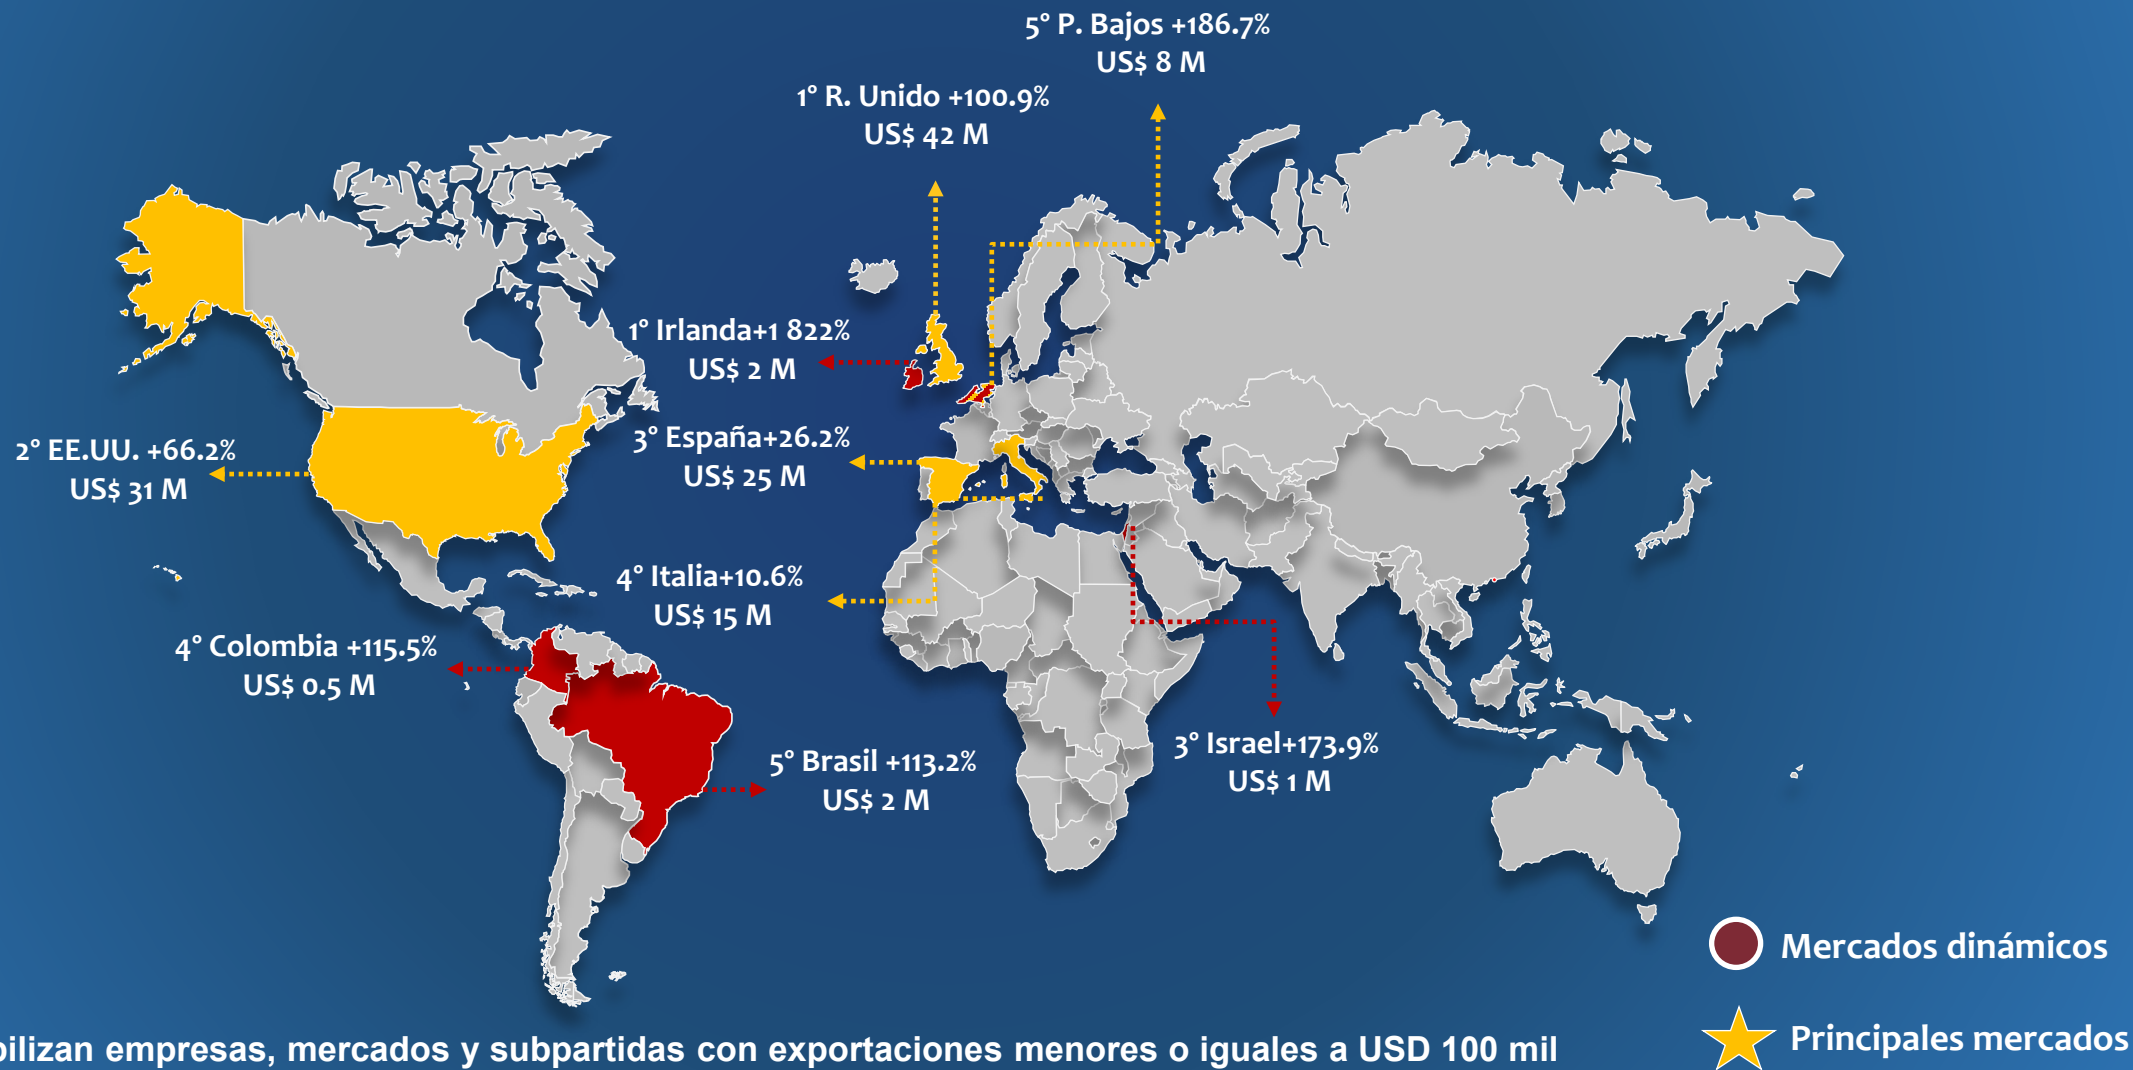 5° P. Bajos +186.7%
US$ 8 M
1° R. Unido +100.9%
US$ 42 M
1° Irlanda+1 822%
US$ 2 M
2° EE.UU. +66.2%
US$ 31 M
3° España+26.2%
US$ 25 M
4° Italia+10.6%
US$ 15 M
4° Colombia +115.5%
US$ 0.5 M
5° Brasil +113.2%
US$ 2 M
3° Israel+173.9%
US$ 1 M
Mercados dinámicos
Principales mercados
bilizan empresas, mercados y subpartidas con exportaciones menores o iguales a USD 100 mil